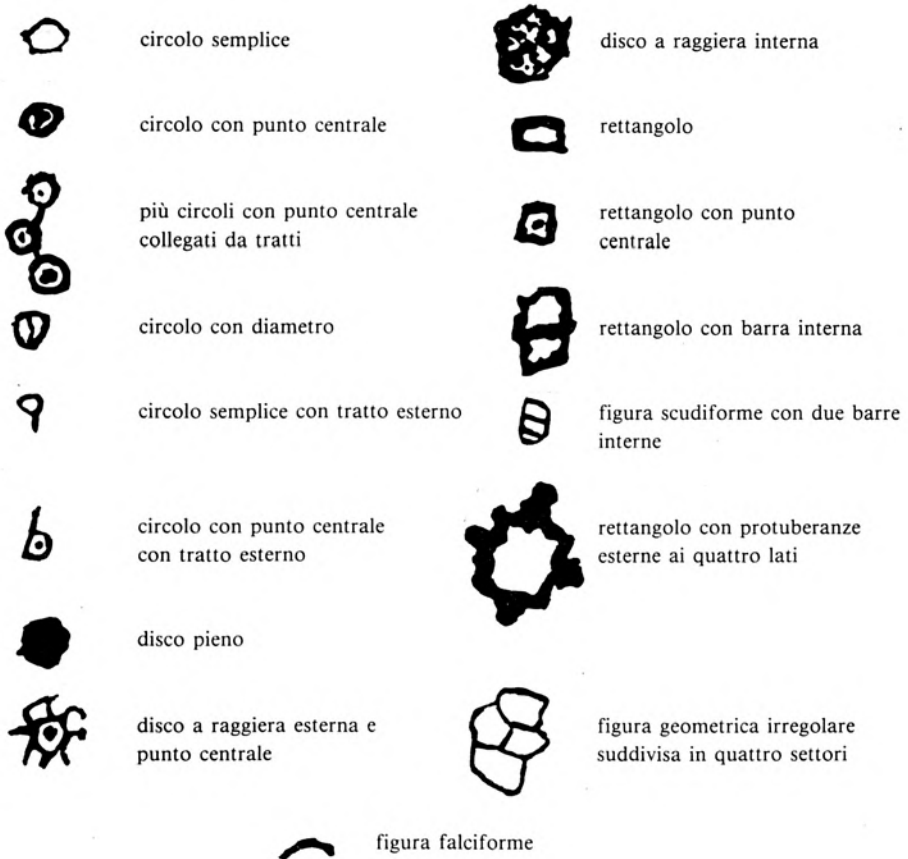 circolo semplice
circolo con punto centrale
più circoli con punto centrale
collegati da tratti
circolo con diametro
circolo semplice con tratto esterno
circolo con punto centrale
con tratto esterno
disco pieno
disco a raggiera esterna e
punto centrale
disco a raggiera interna
rettangolo
rettangolo con punto
centrale
rettangolo con barra interna
figura scudiforme con due barre
interne
rettangolo con protuberanze
esterne ai quattro lati
figura geometrica irregolare
suddivisa in quattro settori
figura falciforme